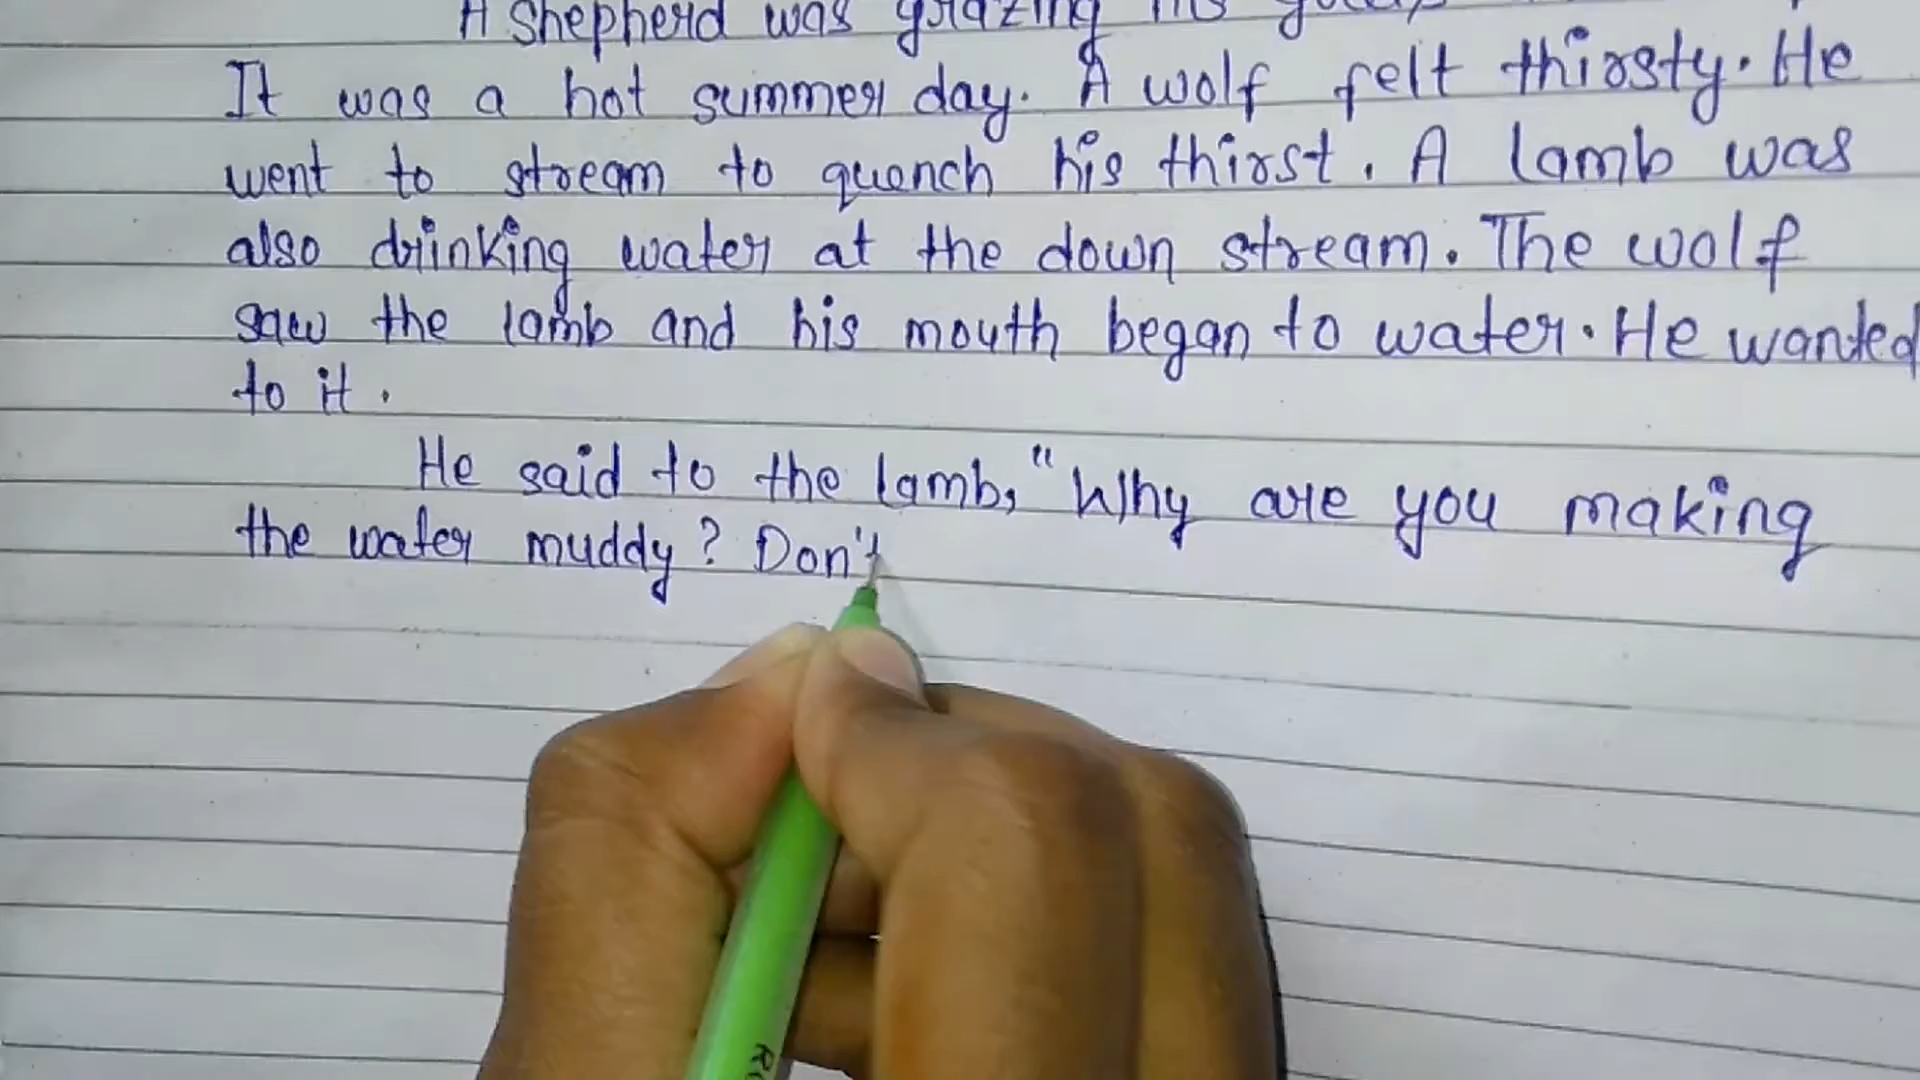 A Shepherd was grazing his
It was a hot summer day. A wolf felt thirsty. He
went to stream to quench his thirst. A lamb was
also drinking water at the down stream. The wolf
saw the lamb and his mouth began to water. He wanted
to it.
He said to the lamb, "Why are you making
the water muddy? Don't